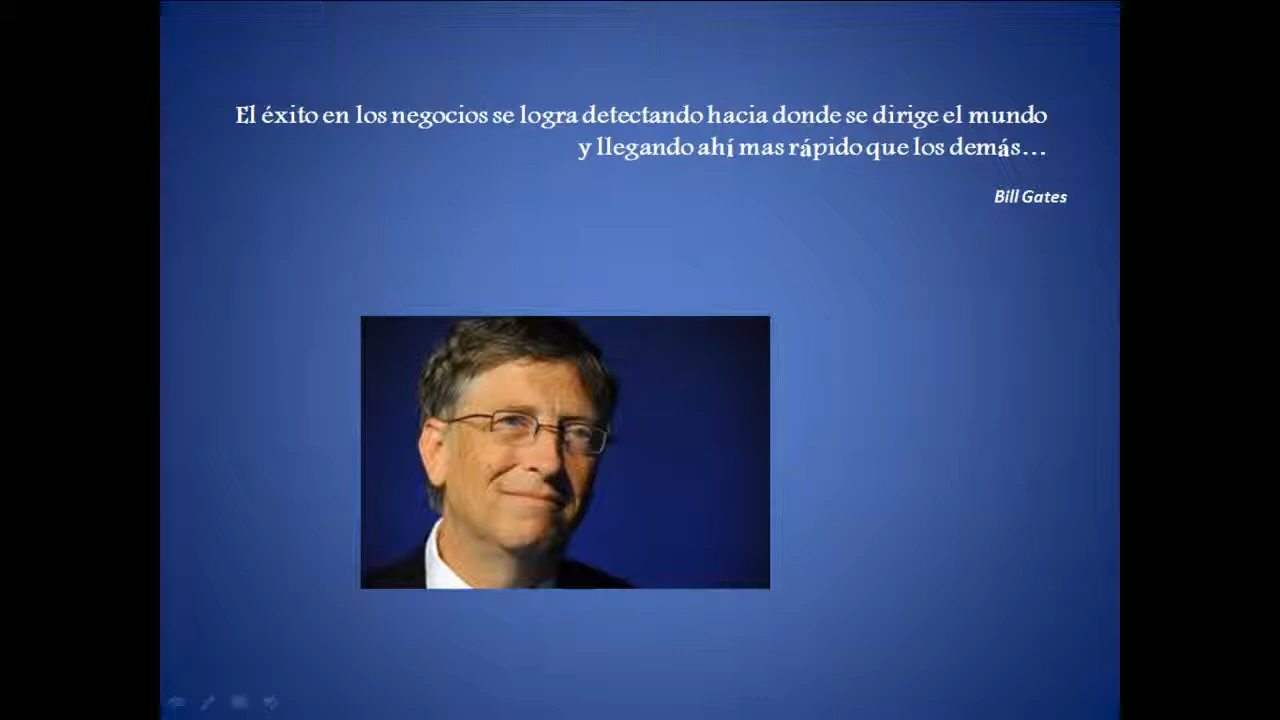 El éxito en los negocios se logra detectando hacia donde se dirige el mundo
y llegando ahí mas rápido que los demás...
Bill Gates